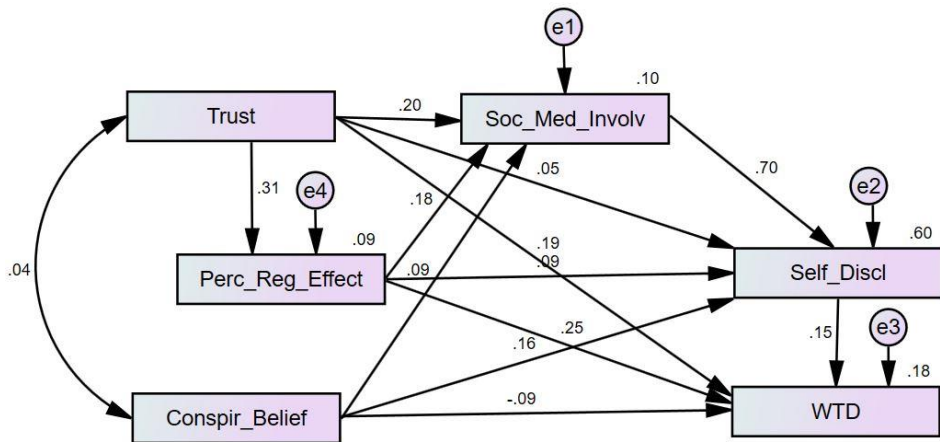 e1
.10
Trust
.20
Soc_Med_Involv
.05
.70
.31
e4
.18
e2
.09
.19
.60
.04
Perc_Reg_Effect
.09
.09
Self_Discl
.25
.16
.15
e3
.18
Conspir_Belief
-.09
WTD